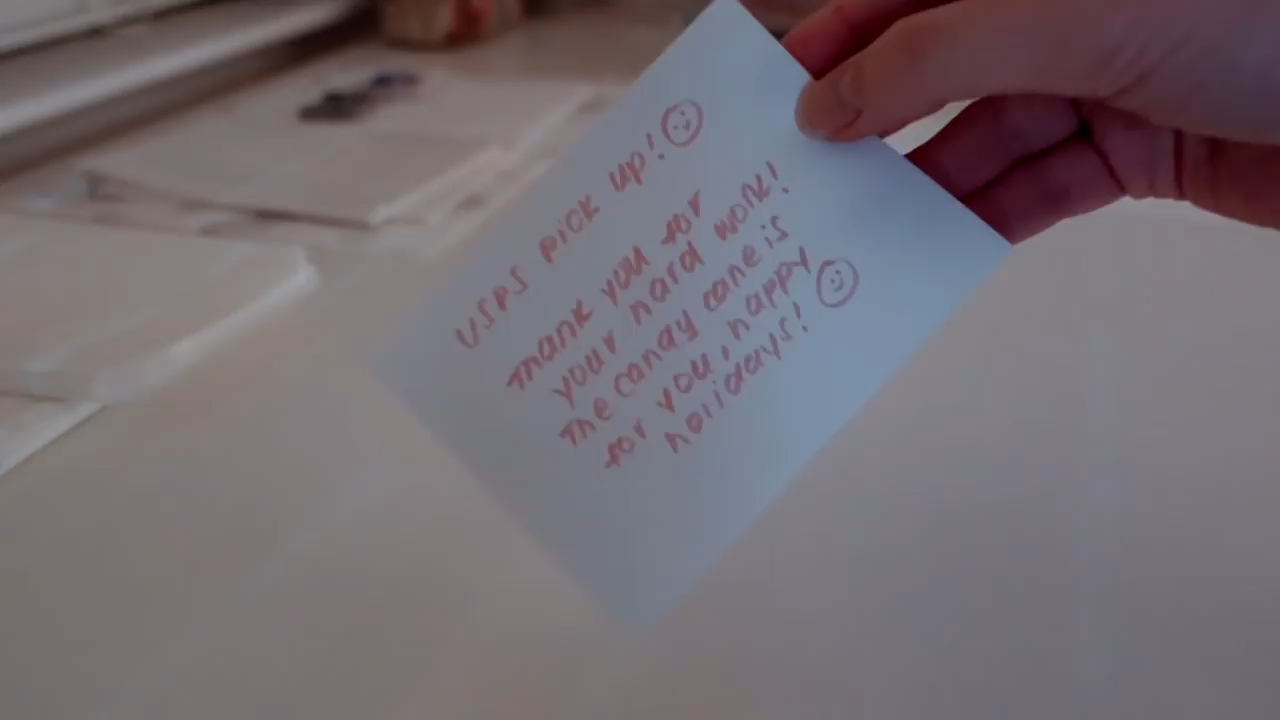 USPS pick up! ☺
Thank you for
your hard work!
The candy cane is
for you, happy
holidays! ☺